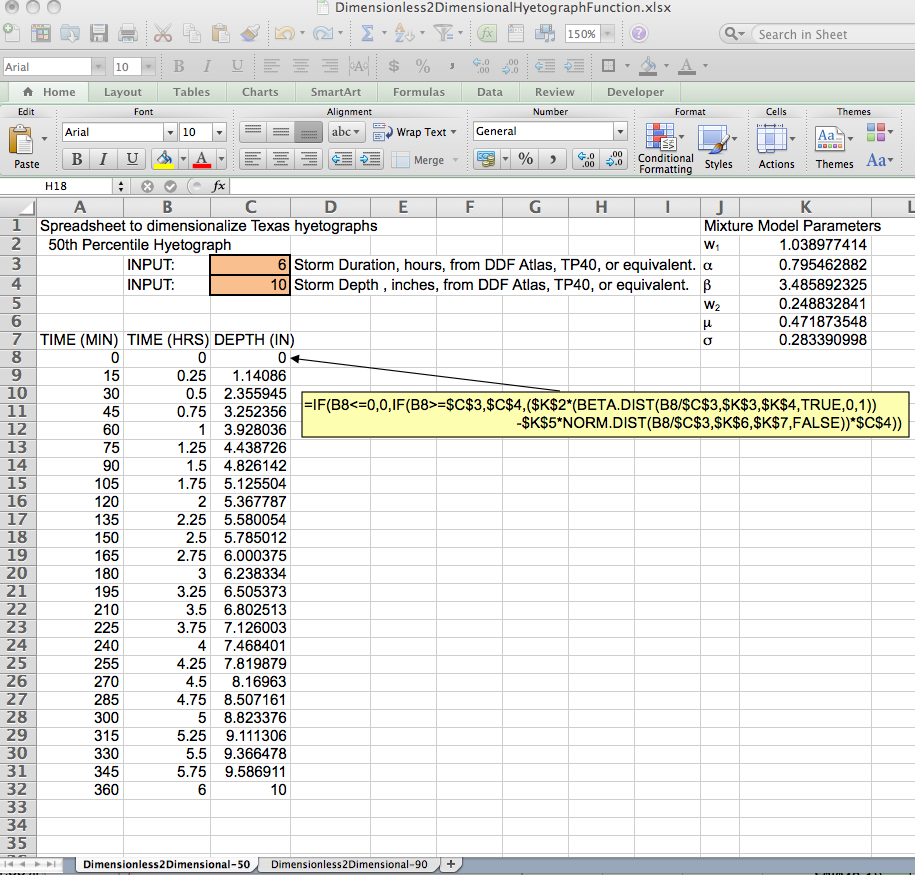 Dimensionless2DimensionalHyetographFunction.xlsx
150% Search in Sheet
Arial 10 B I U $ % ,
Home Layout Tables Charts SmartArt Formulas Data Review Developer
Edit Font Alignment Number Format Cells Themes
Arial 10 abc Wrap Text General
Paste B I U A Merge % , Conditional Formatting Styles Actions Themes Aa
H18 fx
A B C D E F G H I J K L
1 Spreadsheet to dimensionalize Texas hyetographs Mixture Model Parameters
2 50th Percentile Hyetograph w₁ 1.038977414
3 INPUT: 6 Storm Duration, hours, from DDF Atlas, TP40, or equivalent. α 0.795462882
4 INPUT: 10 Storm Depth , inches, from DDF Atlas, TP40, or equivalent. β 3.485892325
5 w₂ 0.248832841
6 μ 0.471873548
7 TIME (MIN) TIME (HRS) DEPTH (IN) σ 0.283390998
8 0 0 0
9 15 0.25 1.14086
10 30 0.5 2.355945
=IF(B8<=0,0,IF(B8>=$C$3,$C$4,($K$2*(BETA.DIST(B8/$C$3,$K$3,$K$4,TRUE,0,1))
11 45 0.75 3.252356
-$K$5*NORM.DIST(B8/$C$3,$K$6,$K$7,FALSE))*$C$4))
12 60 1 3.928036
13 75 1.25 4.438726
14 90 1.5 4.826142
15 105 1.75 5.125504
16 120 2 5.367787
17 135 2.25 5.580054
18 150 2.5 5.785012
19 165 2.75 6.000375
20 180 3 6.238334
21 195 3.25 6.505373
22 210 3.5 6.802513
23 225 3.75 7.126003
24 240 4 7.468401
25 255 4.25 7.819879
26 270 4.5 8.16963
27 285 4.75 8.507161
28 300 5 8.823376
29 315 5.25 9.111306
30 330 5.5 9.366478
31 345 5.75 9.586911
32 360 6 10
33
34
35
Dimensionless2Dimensional-50 Dimensionless2Dimensional-90 +